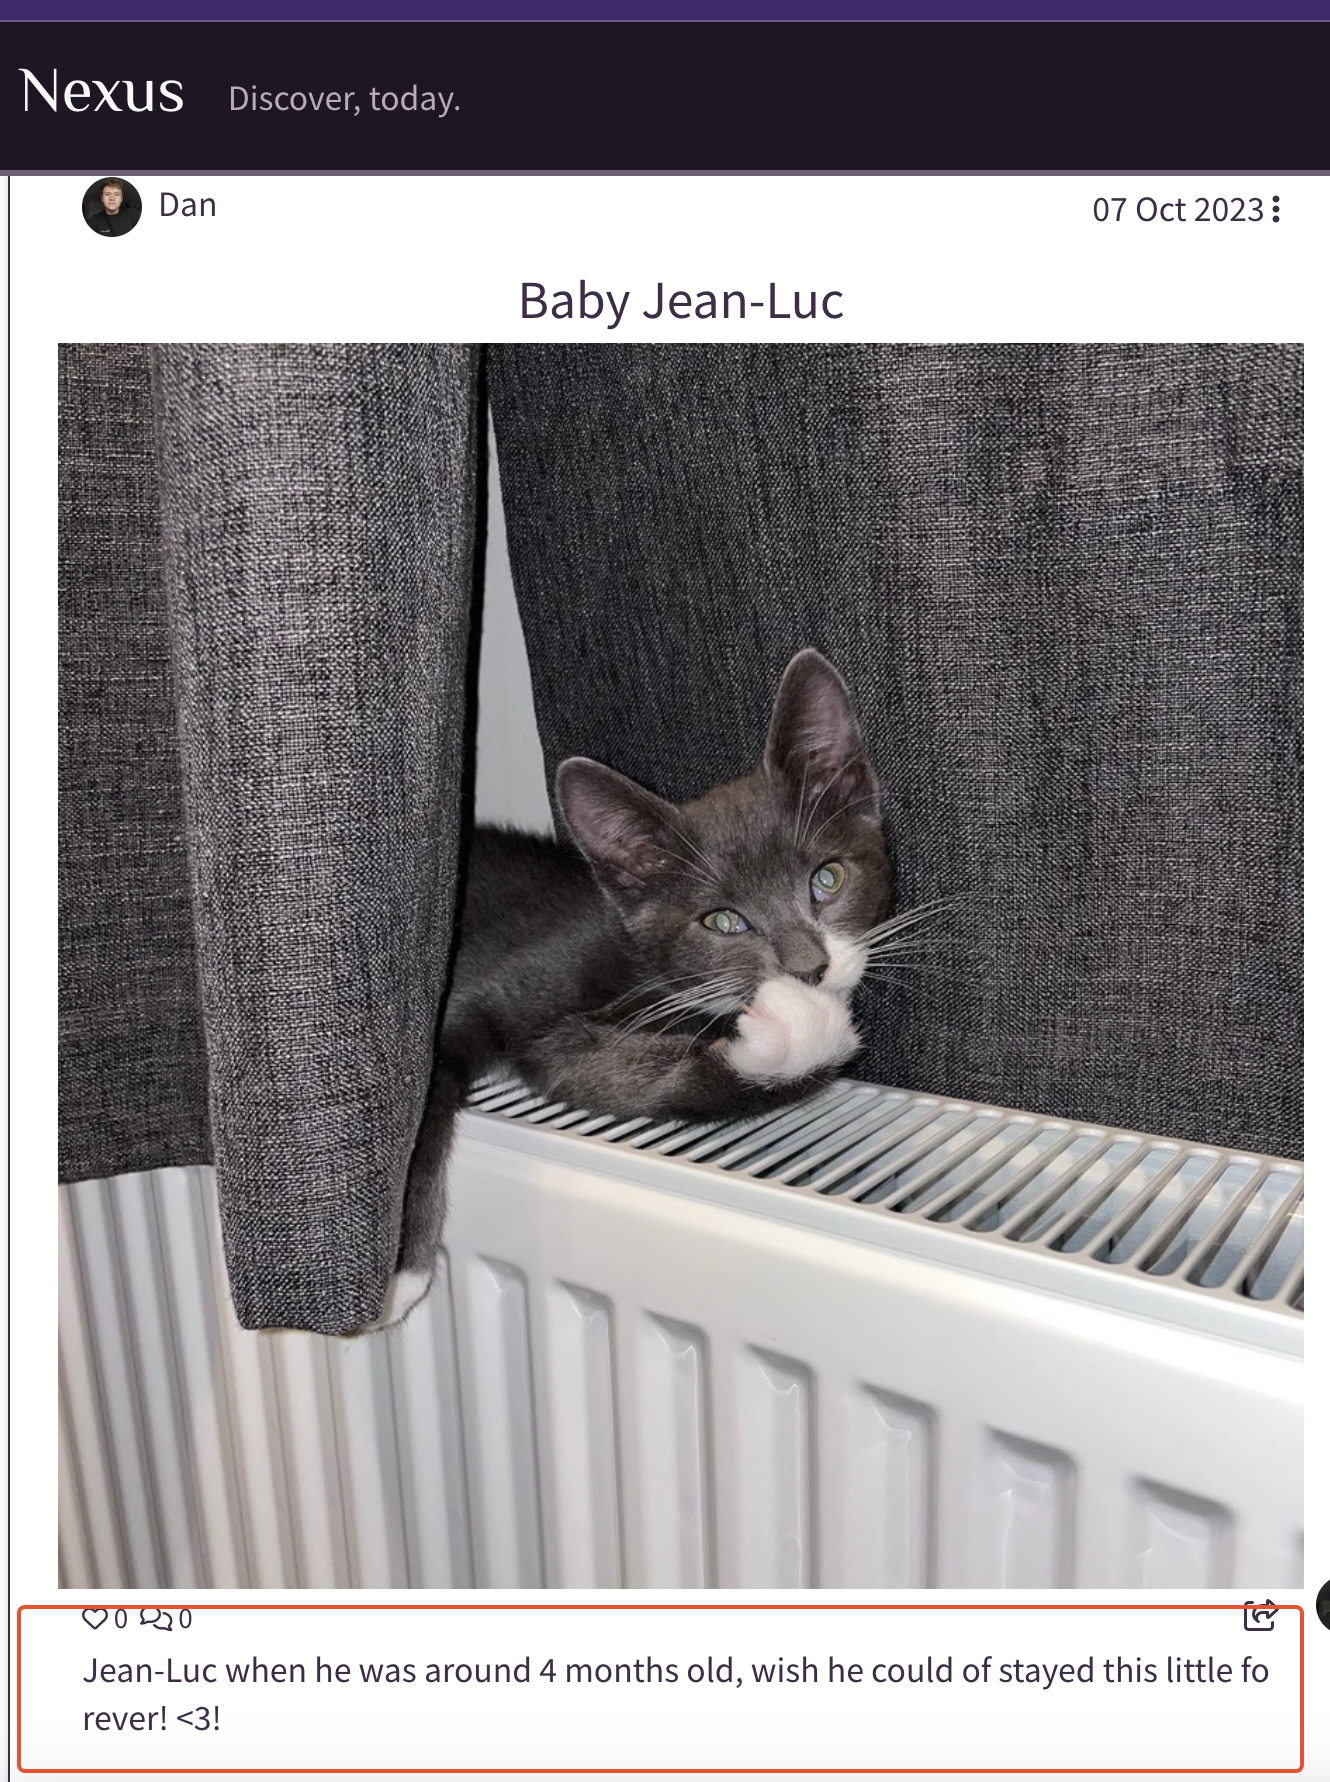 Nexus Discover, today.
Dan 07 Oct 2023
Baby Jean-Luc
0 0
Jean-Luc when he was around 4 months old, wish he could of stayed this little fo
rever! <3!